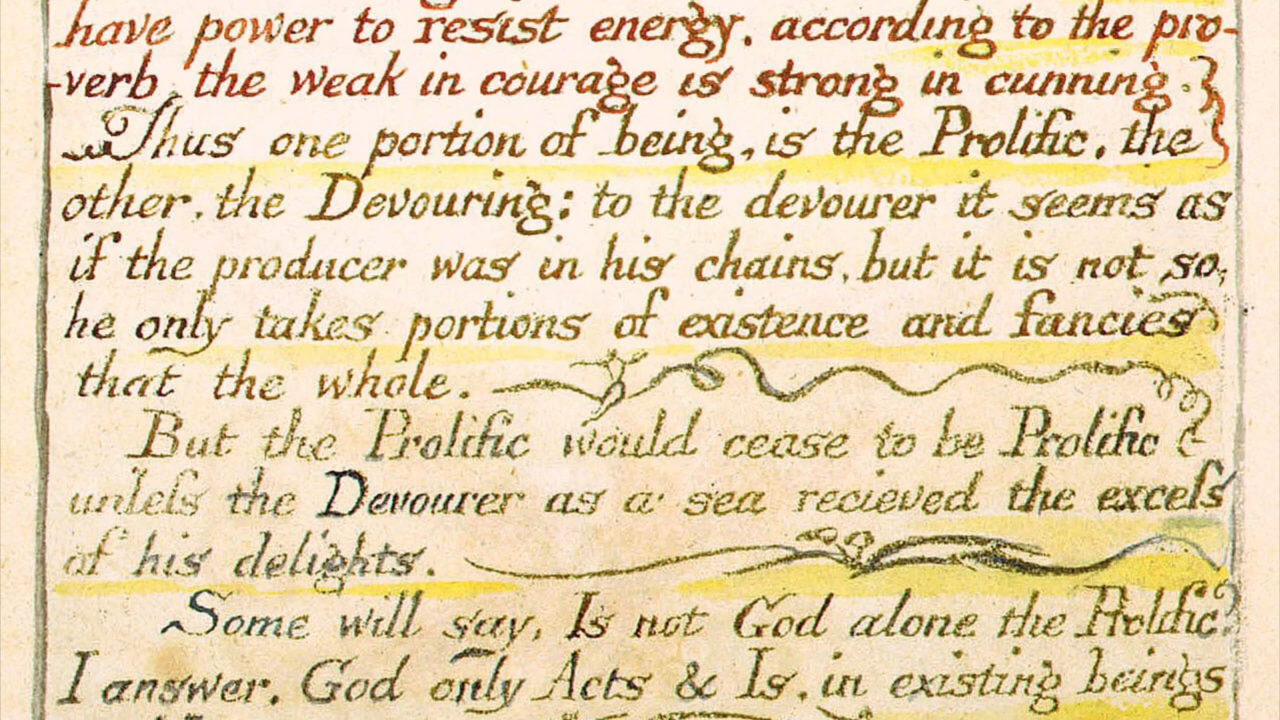 have power to resist energy. according to the pro-
-verb, the weak in courage is strong in cunning.
Thus one portion of being, is the Prolific, the
other, the Devouring: to the devourer it seems as
if the producer was in his chains, but it is not so,
he only takes portions of existence and fancies
that the whole.
But the Prolific would cease to be Prolific
unleſs the Devourer as a sea recieved the exceſs
of his delights.
Some will say, Is not God alone the Prolific?
I answer, God only Acts & Is, in existing beings